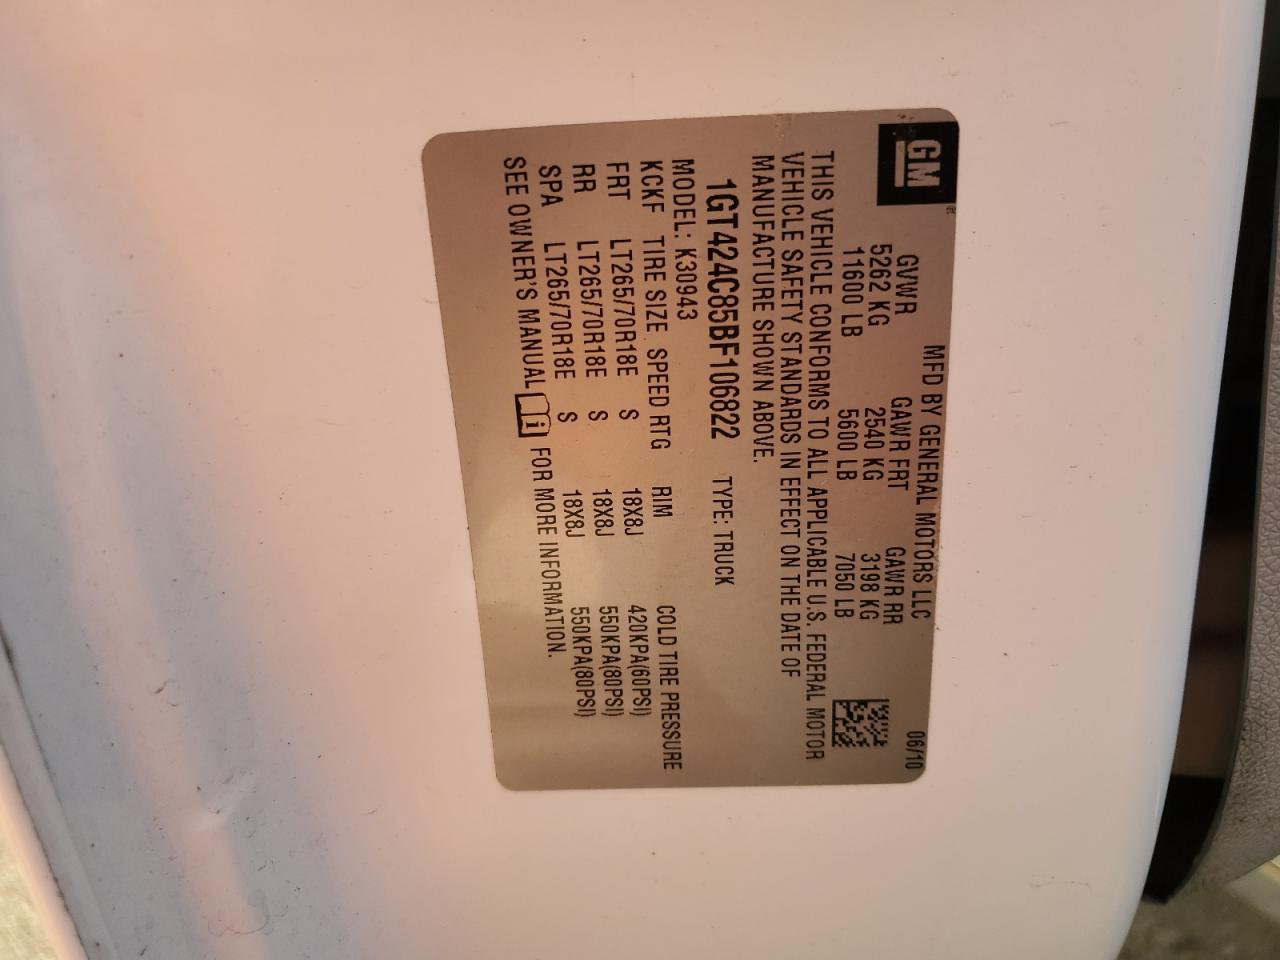 GM
MFD BY GENERAL MOTORS LLC 06/10
GVWR GAWR FRT GAWR RR
5262 KG 2540 KG 3198 KG
11600 LB 5600 LB 7050 LB
THIS VEHICLE CONFORMS TO ALL APPLICABLE U.S. FEDERAL MOTOR
VEHICLE SAFETY STANDARDS IN EFFECT ON THE DATE OF
MANUFACTURE SHOWN ABOVE.
1GT424C85BF106822 TYPE: TRUCK
MODEL: K30943
KCKF TIRE SIZE SPEED RTG RIM COLD TIRE PRESSURE
FRT LT265/70R18E S 18X8J 420KPA(60PSI)
RR LT265/70R18E S 18X8J 550KPA(80PSI)
SPA LT265/70R18E S 18X8J 550KPA(80PSI)
SEE OWNER'S MANUAL i FOR MORE INFORMATION.